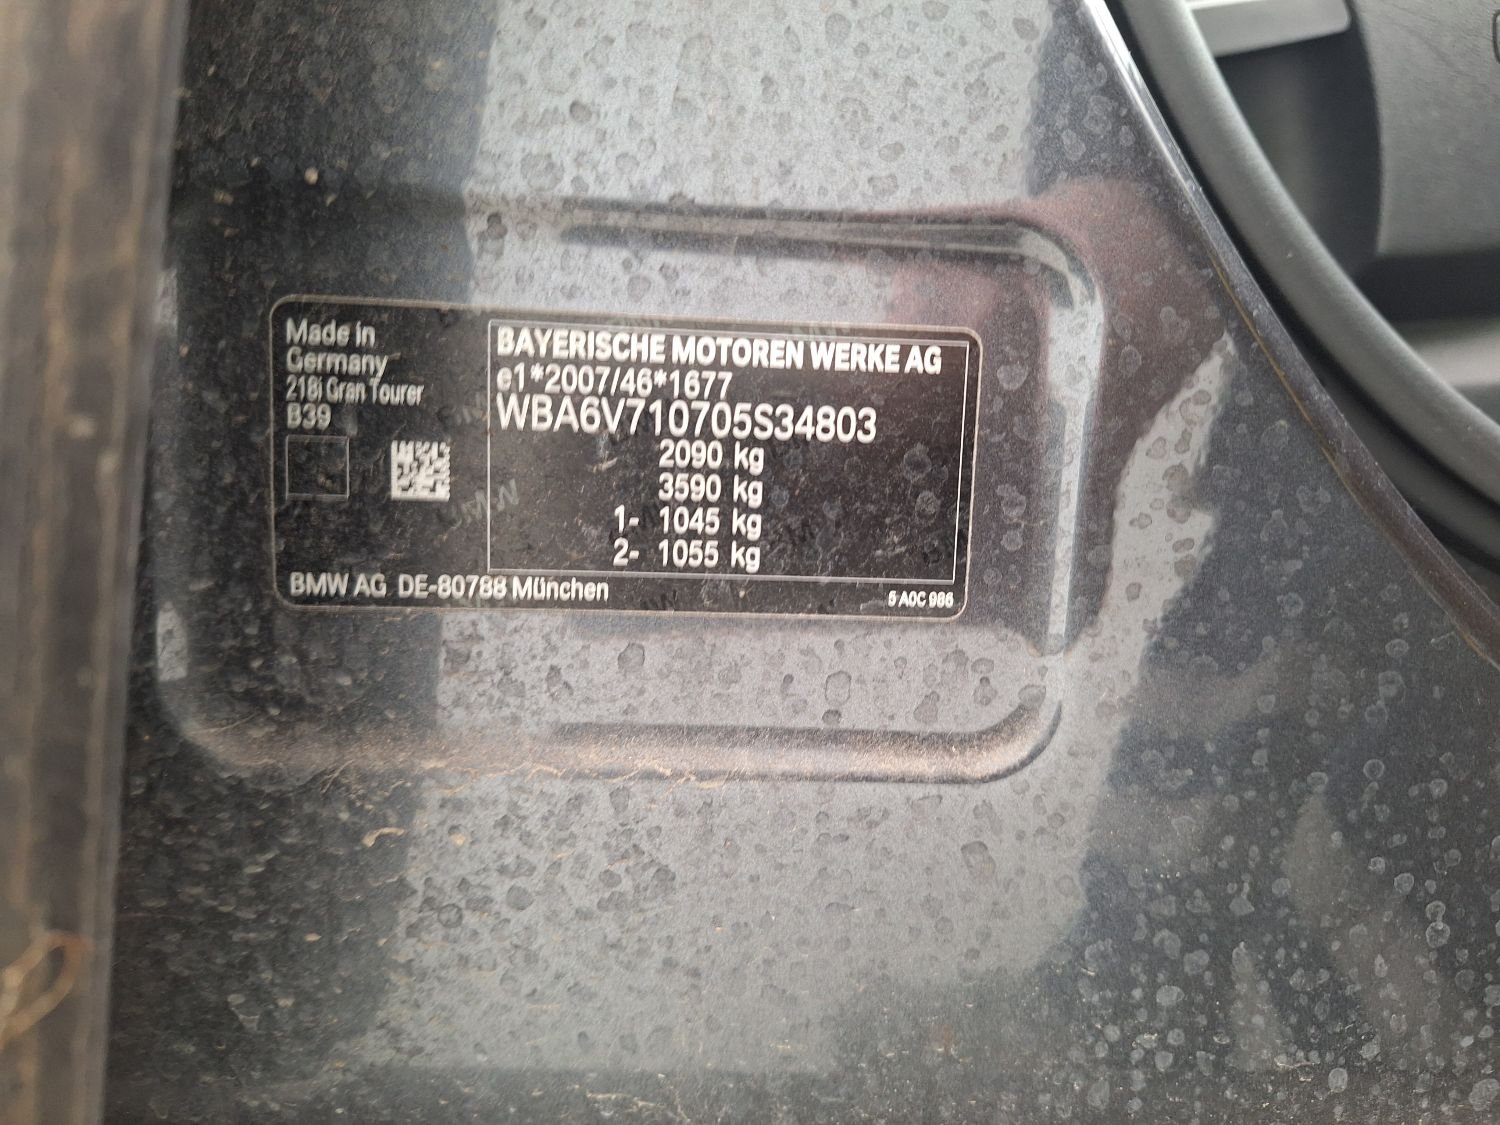 Made in
Germany
218i Gran Tourer
B39
BAYERISCHE MOTOREN WERKE AG
e1*2007/46*1677
WBA6V710705S34803
2090 kg
3590 kg
1- 1045 kg
2- 1055 kg
BMW AG DE-80788 München
5 A0C 986